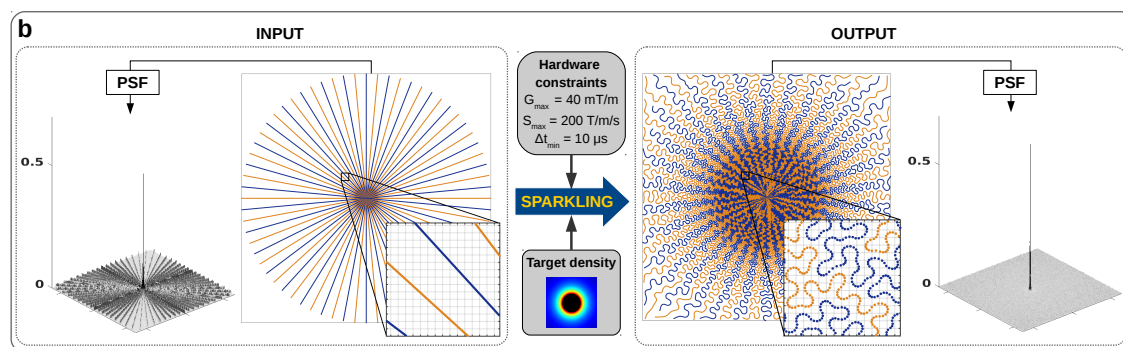 b
INPUT
OUTPUT
PSF
0.5
0
Hardware
constraints
Gmax = 40 mT/m
Smax = 200 T/m/s
Δtmin = 10 μs
SPARKLING
Target density
PSF
0.5
0